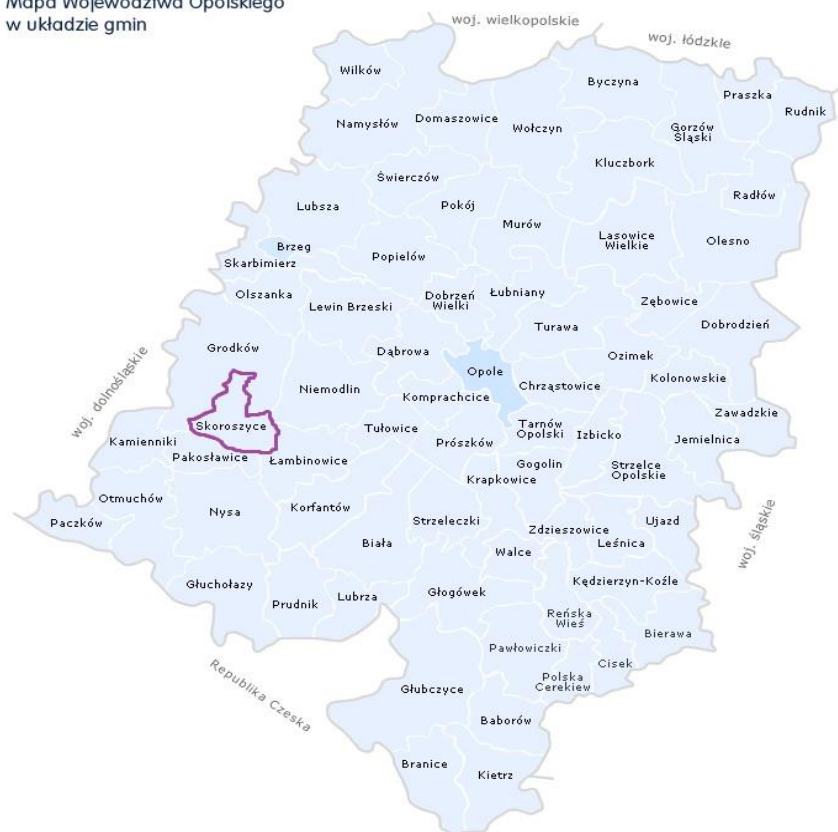 Mapa Województwa Opolskiego
w układzie gmin
woj. wielkopolskie
woj. łódzkie
Wilków
Byczyna
Praszka
Rudnik
Namysłów
Domaszowice
Wołczyn
Gorzów
Śląski
Kluczbork
Świerczów
Radłów
Lubsza
Pokój
Murów
Lasowice
Wielkie
Olesno
Brzeg
Skarbimierz
Popielów
Olszanka
Lewin Brzeski
Dobrzeń
Wielki
Łubniany
Zębowice
Turawa
Dobrodzień
Grodków
Dąbrowa
Ozimek
woj. dolnośląskie
Opole
Chrząstowice
Kolonowskie
Niemodlin
Komprachcice
Zawadzkie
Skoroszyce
Tułowice
Tarnów
Opolski
Izbicko
Jemielnica
Kamienniki
Prószków
Pakosławice
Łambinowice
Gogolin
Strzelce
Opolskie
Krapkowice
Otmuchów
Paczków
Nysa
Korfantów
Strzeleczki
Zdzieszowice
Ujazd
Leśnica
woj. śląskie
Biała
Walce
Głuchołazy
Prudnik
Lubrza
Głogówek
Kędzierzyn-Koźle
Reńska
Wieś
Bierawa
Pawłowiczki
Cisek
Republika Czeska
Polska
Cerekiew
Głubczyce
Baborów
Branice
Kietrz